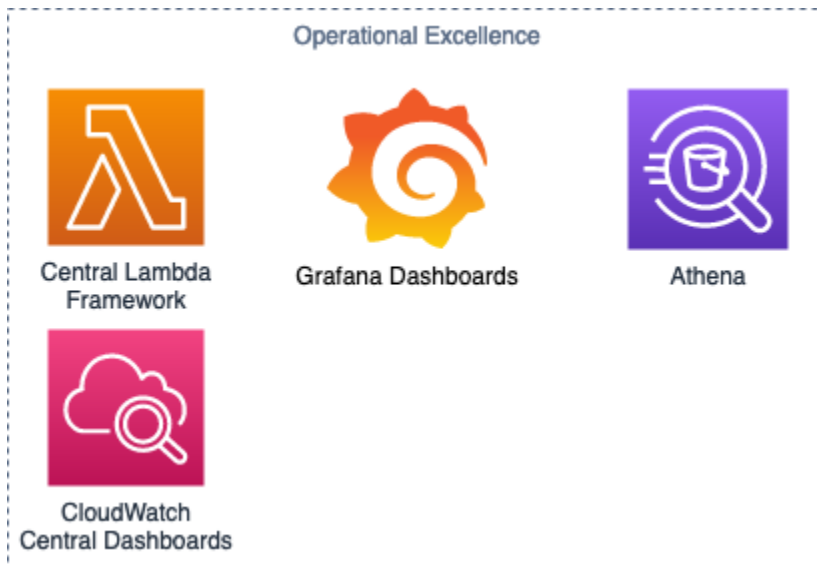 Operational Excellence
Central Lambda
Framework
Grafana Dashboards
Athena
CloudWatch
Central Dashboards